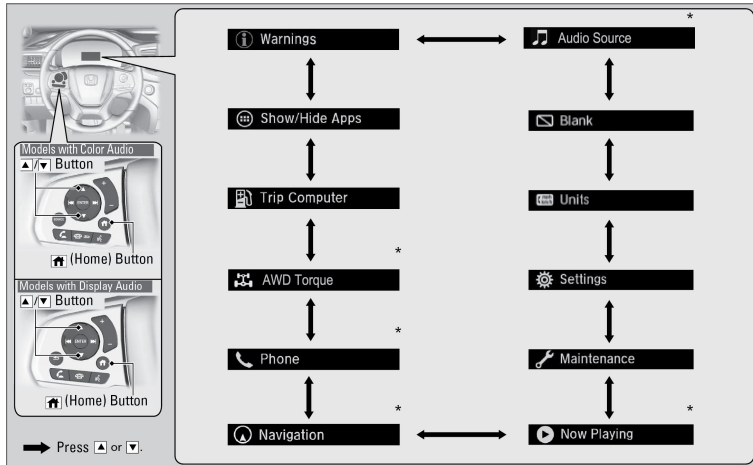 Models with Color Audio
▲/▼ Button
ENTER
(Home) Button
Models with Display Audio
▲/▼ Button
ENTER
(Home) Button
Press ▲ or ▼.
Warnings
Show/Hide Apps
Trip Computer
*
AWD Torque
*
Phone
*
Navigation
*
Audio Source
Blank
Units
Settings
Maintenance
*
Now Playing